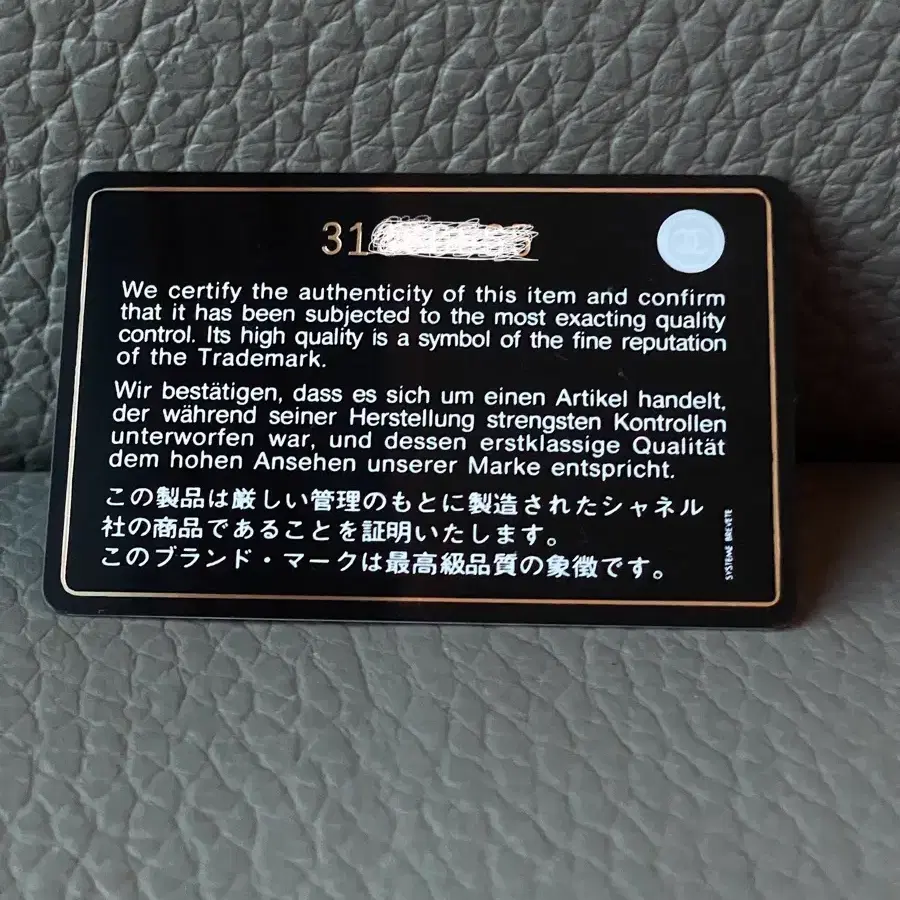 31
We certify the authenticity of this item and confirm
that it has been subjected to the most exacting quality
control. Its high quality is a symbol of the fine reputation
of the Trademark.
Wir bestätigen, dass es sich um einen Artikel handelt,
der während seiner Herstellung strengsten Kontrollen
unterworfen war, und dessen erstklassige Qualität
dem hohen Ansehen unserer Marke entspricht.
この製品は厳しい管理のもとに製造されたシャネル
社の商品であることを証明いたします。
このブランド・マークは最高級品質の象徴です。
SYSTEME BREVETE